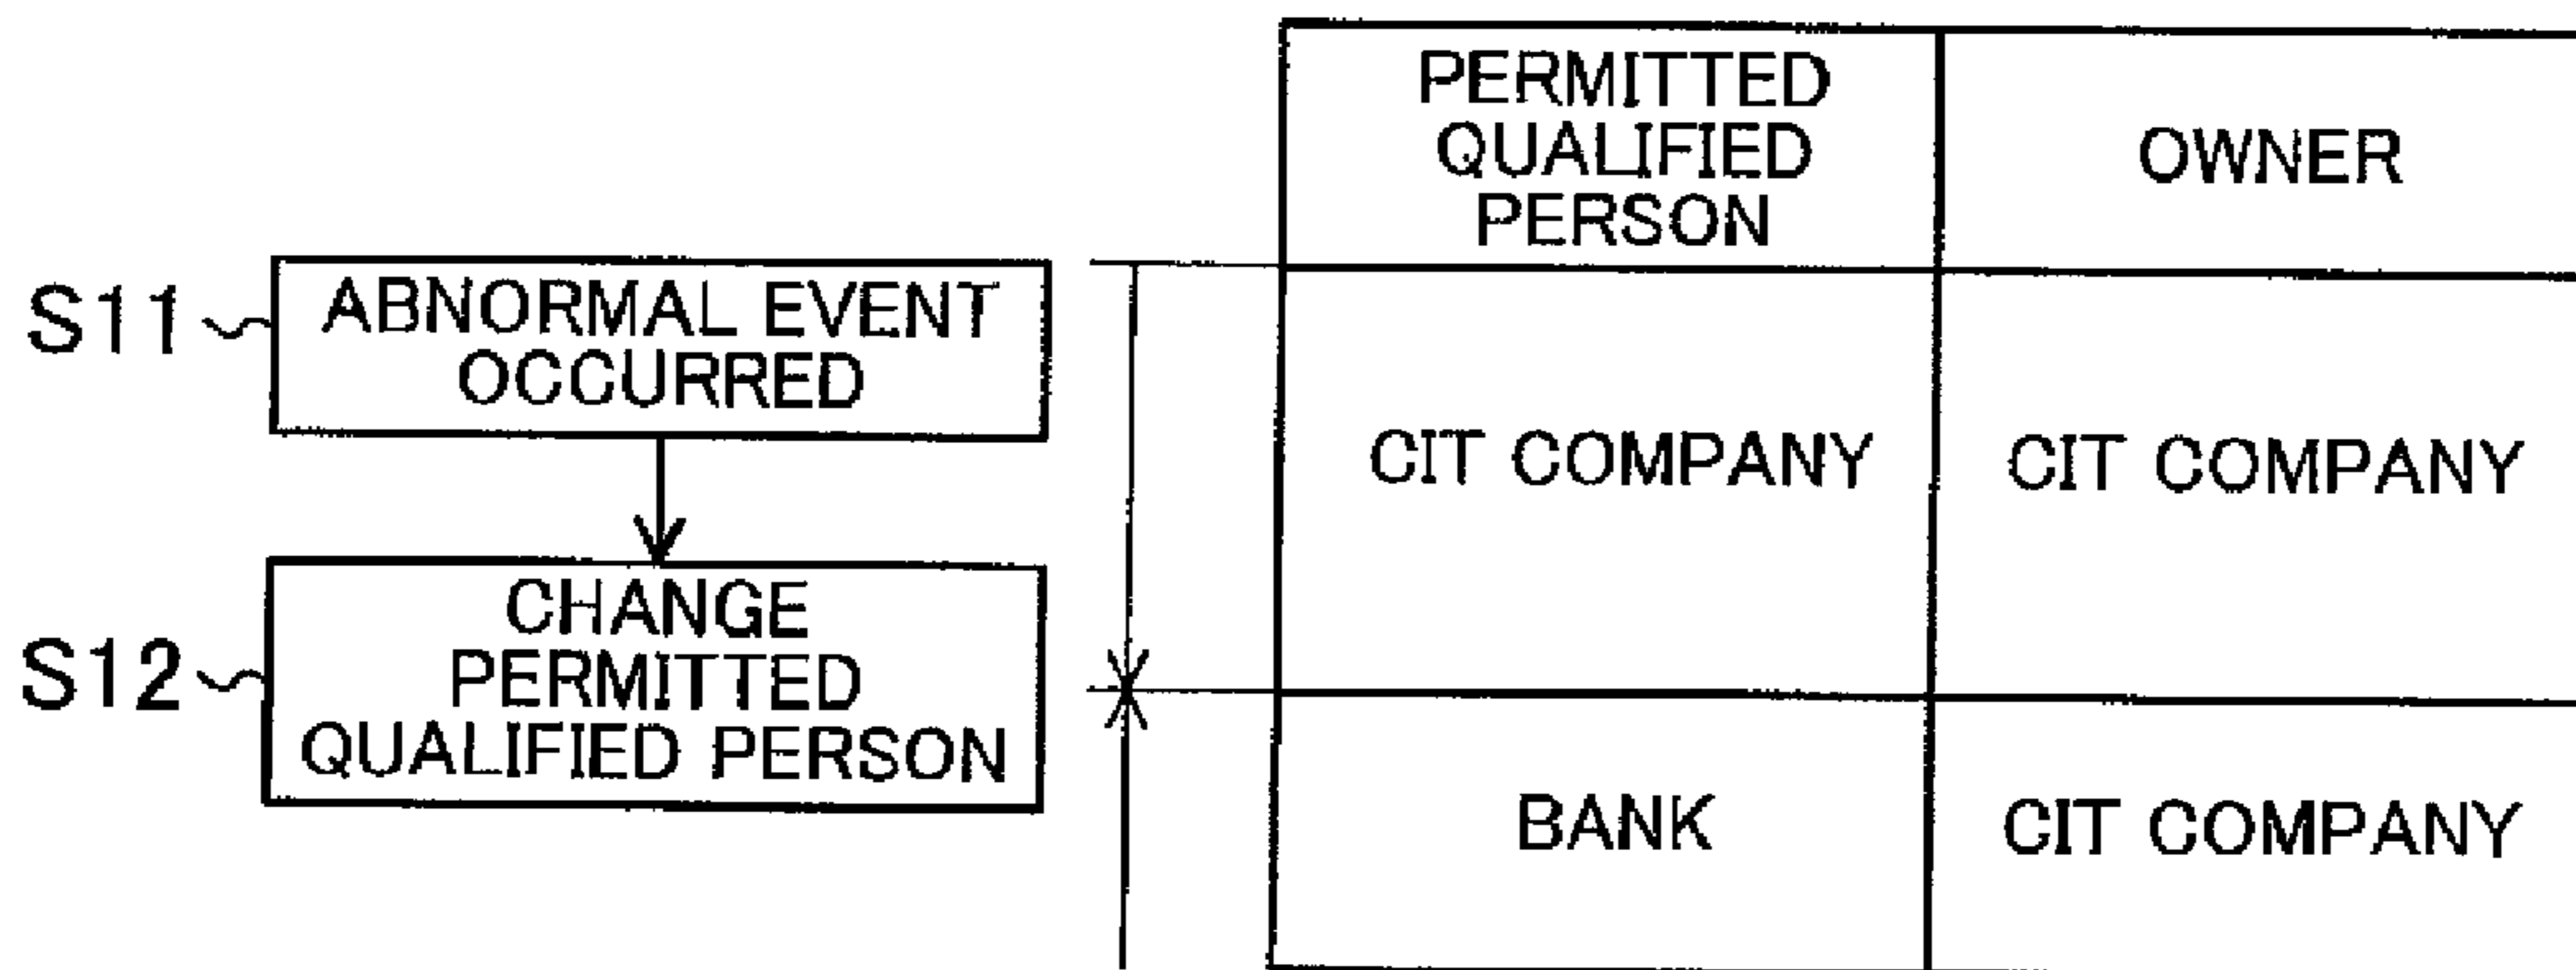 PERMITTED
QUALIFIED
PERSON
OWNER
S11
ABNORMAL EVENT
OCCURRED
CIT COMPANY
CIT COMPANY
S12
CHANGE
PERMITTED
QUALIFIED PERSON
BANK
CIT COMPANY